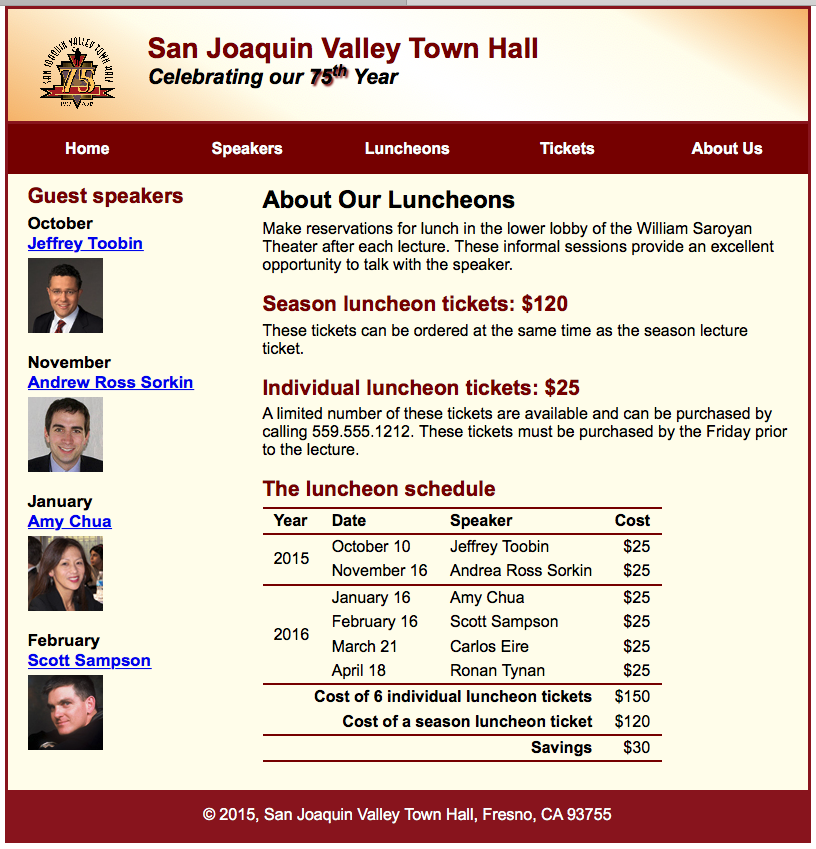 SAN JOAQUIN VALLEY TOWN HALL
75
San Joaquin Valley Town Hall
Celebrating our 75th Year
Home Speakers Luncheons Tickets About Us
Guest speakers
October
Jeffrey Toobin
November
Andrew Ross Sorkin
January
Amy Chua
February
Scott Sampson
About Our Luncheons
Make reservations for lunch in the lower lobby of the William Saroyan
Theater after each lecture. These informal sessions provide an excellent
opportunity to talk with the speaker.
Season luncheon tickets: $120
These tickets can be ordered at the same time as the season lecture
ticket.
Individual luncheon tickets: $25
A limited number of these tickets are available and can be purchased by
calling 559.555.1212. These tickets must be purchased by the Friday prior
to the lecture.
The luncheon schedule
Year Date Speaker Cost
2015 October 10 Jeffrey Toobin $25
November 16 Andrea Ross Sorkin $25
2016 January 16 Amy Chua $25
February 16 Scott Sampson $25
March 21 Carlos Eire $25
April 18 Ronan Tynan $25
Cost of 6 individual luncheon tickets $150
Cost of a season luncheon ticket $120
Savings $30
© 2015, San Joaquin Valley Town Hall, Fresno, CA 93755